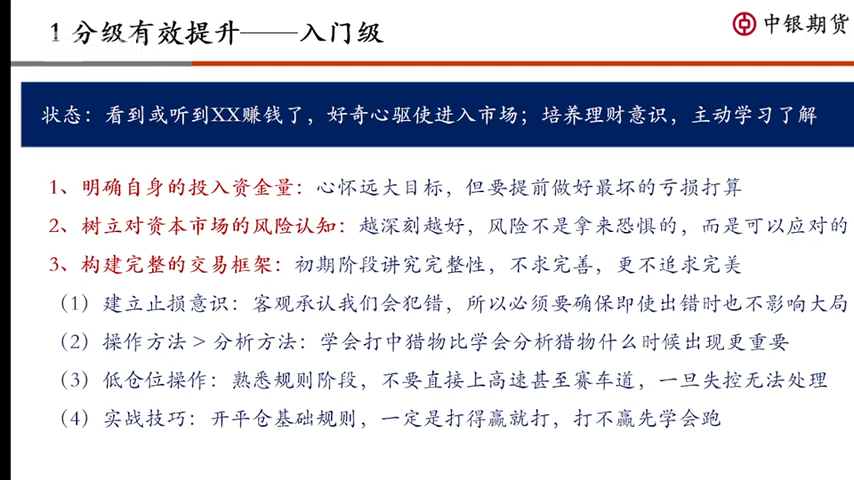 1 分级有效提升——入门级
中银期货
状态：看到或听到XX赚钱了，好奇心驱使进入市场；培养理财意识，主动学习了解
1、明确自身的投入资金量：心怀远大目标，但要提前做好最坏的亏损打算
2、树立对资本市场的风险认知：越深刻越好，风险不是拿来恐惧的，而是可以应对的
3、构建完整的交易框架：初期阶段讲究完整性，不求完善，更不追求完美
（1）建立止损意识：客观承认我们会犯错，所以必须要确保即使出错时也不影响大局
（2）操作方法 > 分析方法：学会打中猎物比学会分析猎物什么时候出现更重要
（3）低仓位操作：熟悉规则阶段，不要直接上高速甚至赛车道，一旦失控无法处理
（4）实战技巧：开平仓基础规则，一定是打得赢就打，打不赢先学会跑